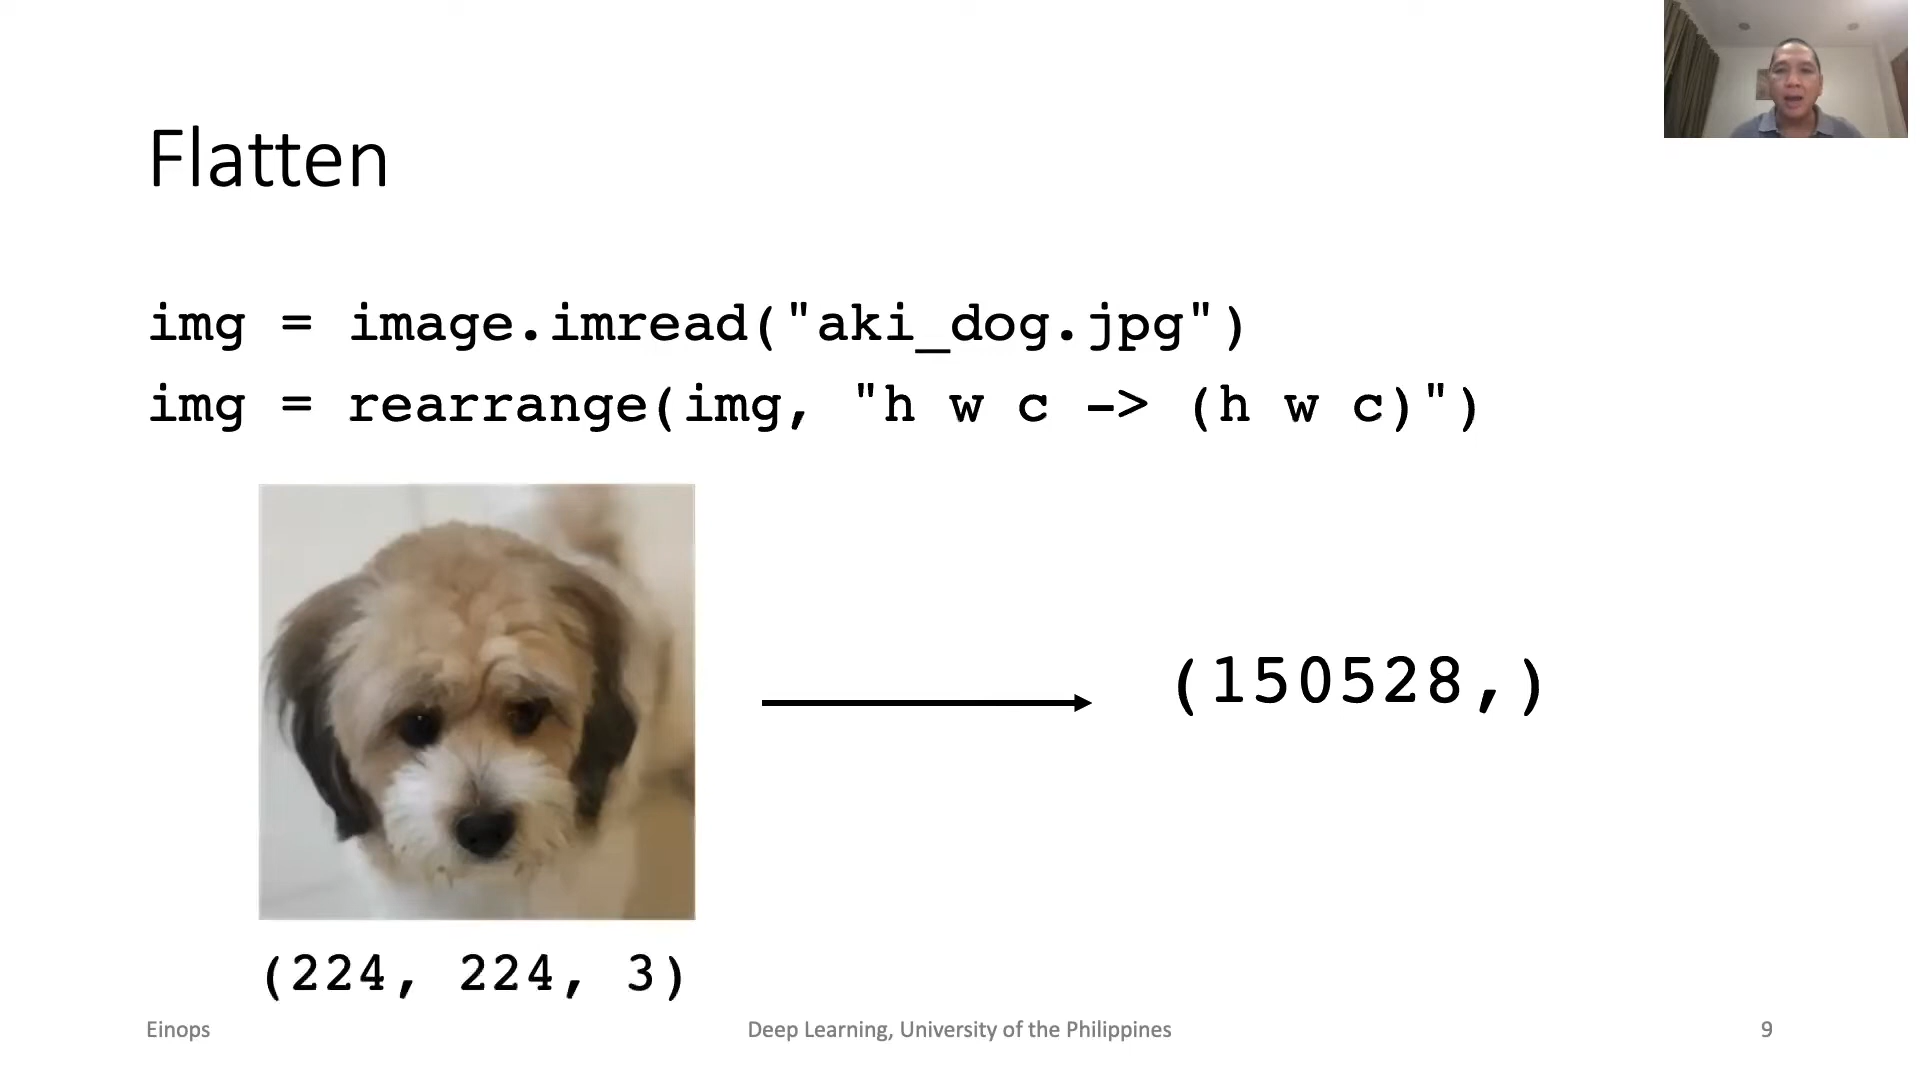 Flatten
img = image.imread("aki_dog.jpg")
img = rearrange(img, "h w c -> (h w c)")
(150528,)
(224, 224, 3)
Einops
Deep Learning, University of the Philippines
9